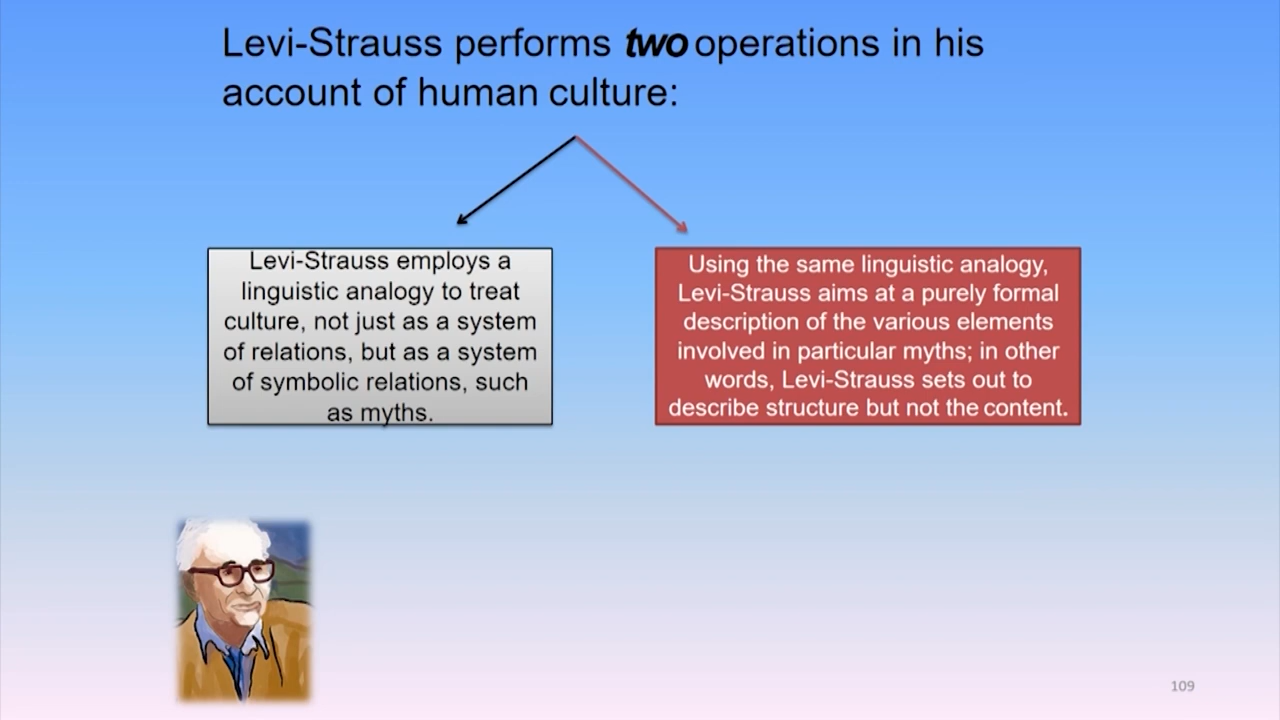 Levi-Strauss performs two operations in his
account of human culture:
Levi-Strauss employs a
linguistic analogy to treat
culture, not just as a system
of relations, but as a system
of symbolic relations, such
as myths.
Using the same linguistic analogy,
Levi-Strauss aims at a purely formal
description of the various elements
involved in particular myths; in other
words, Levi-Strauss sets out to
describe structure but not the content.
109